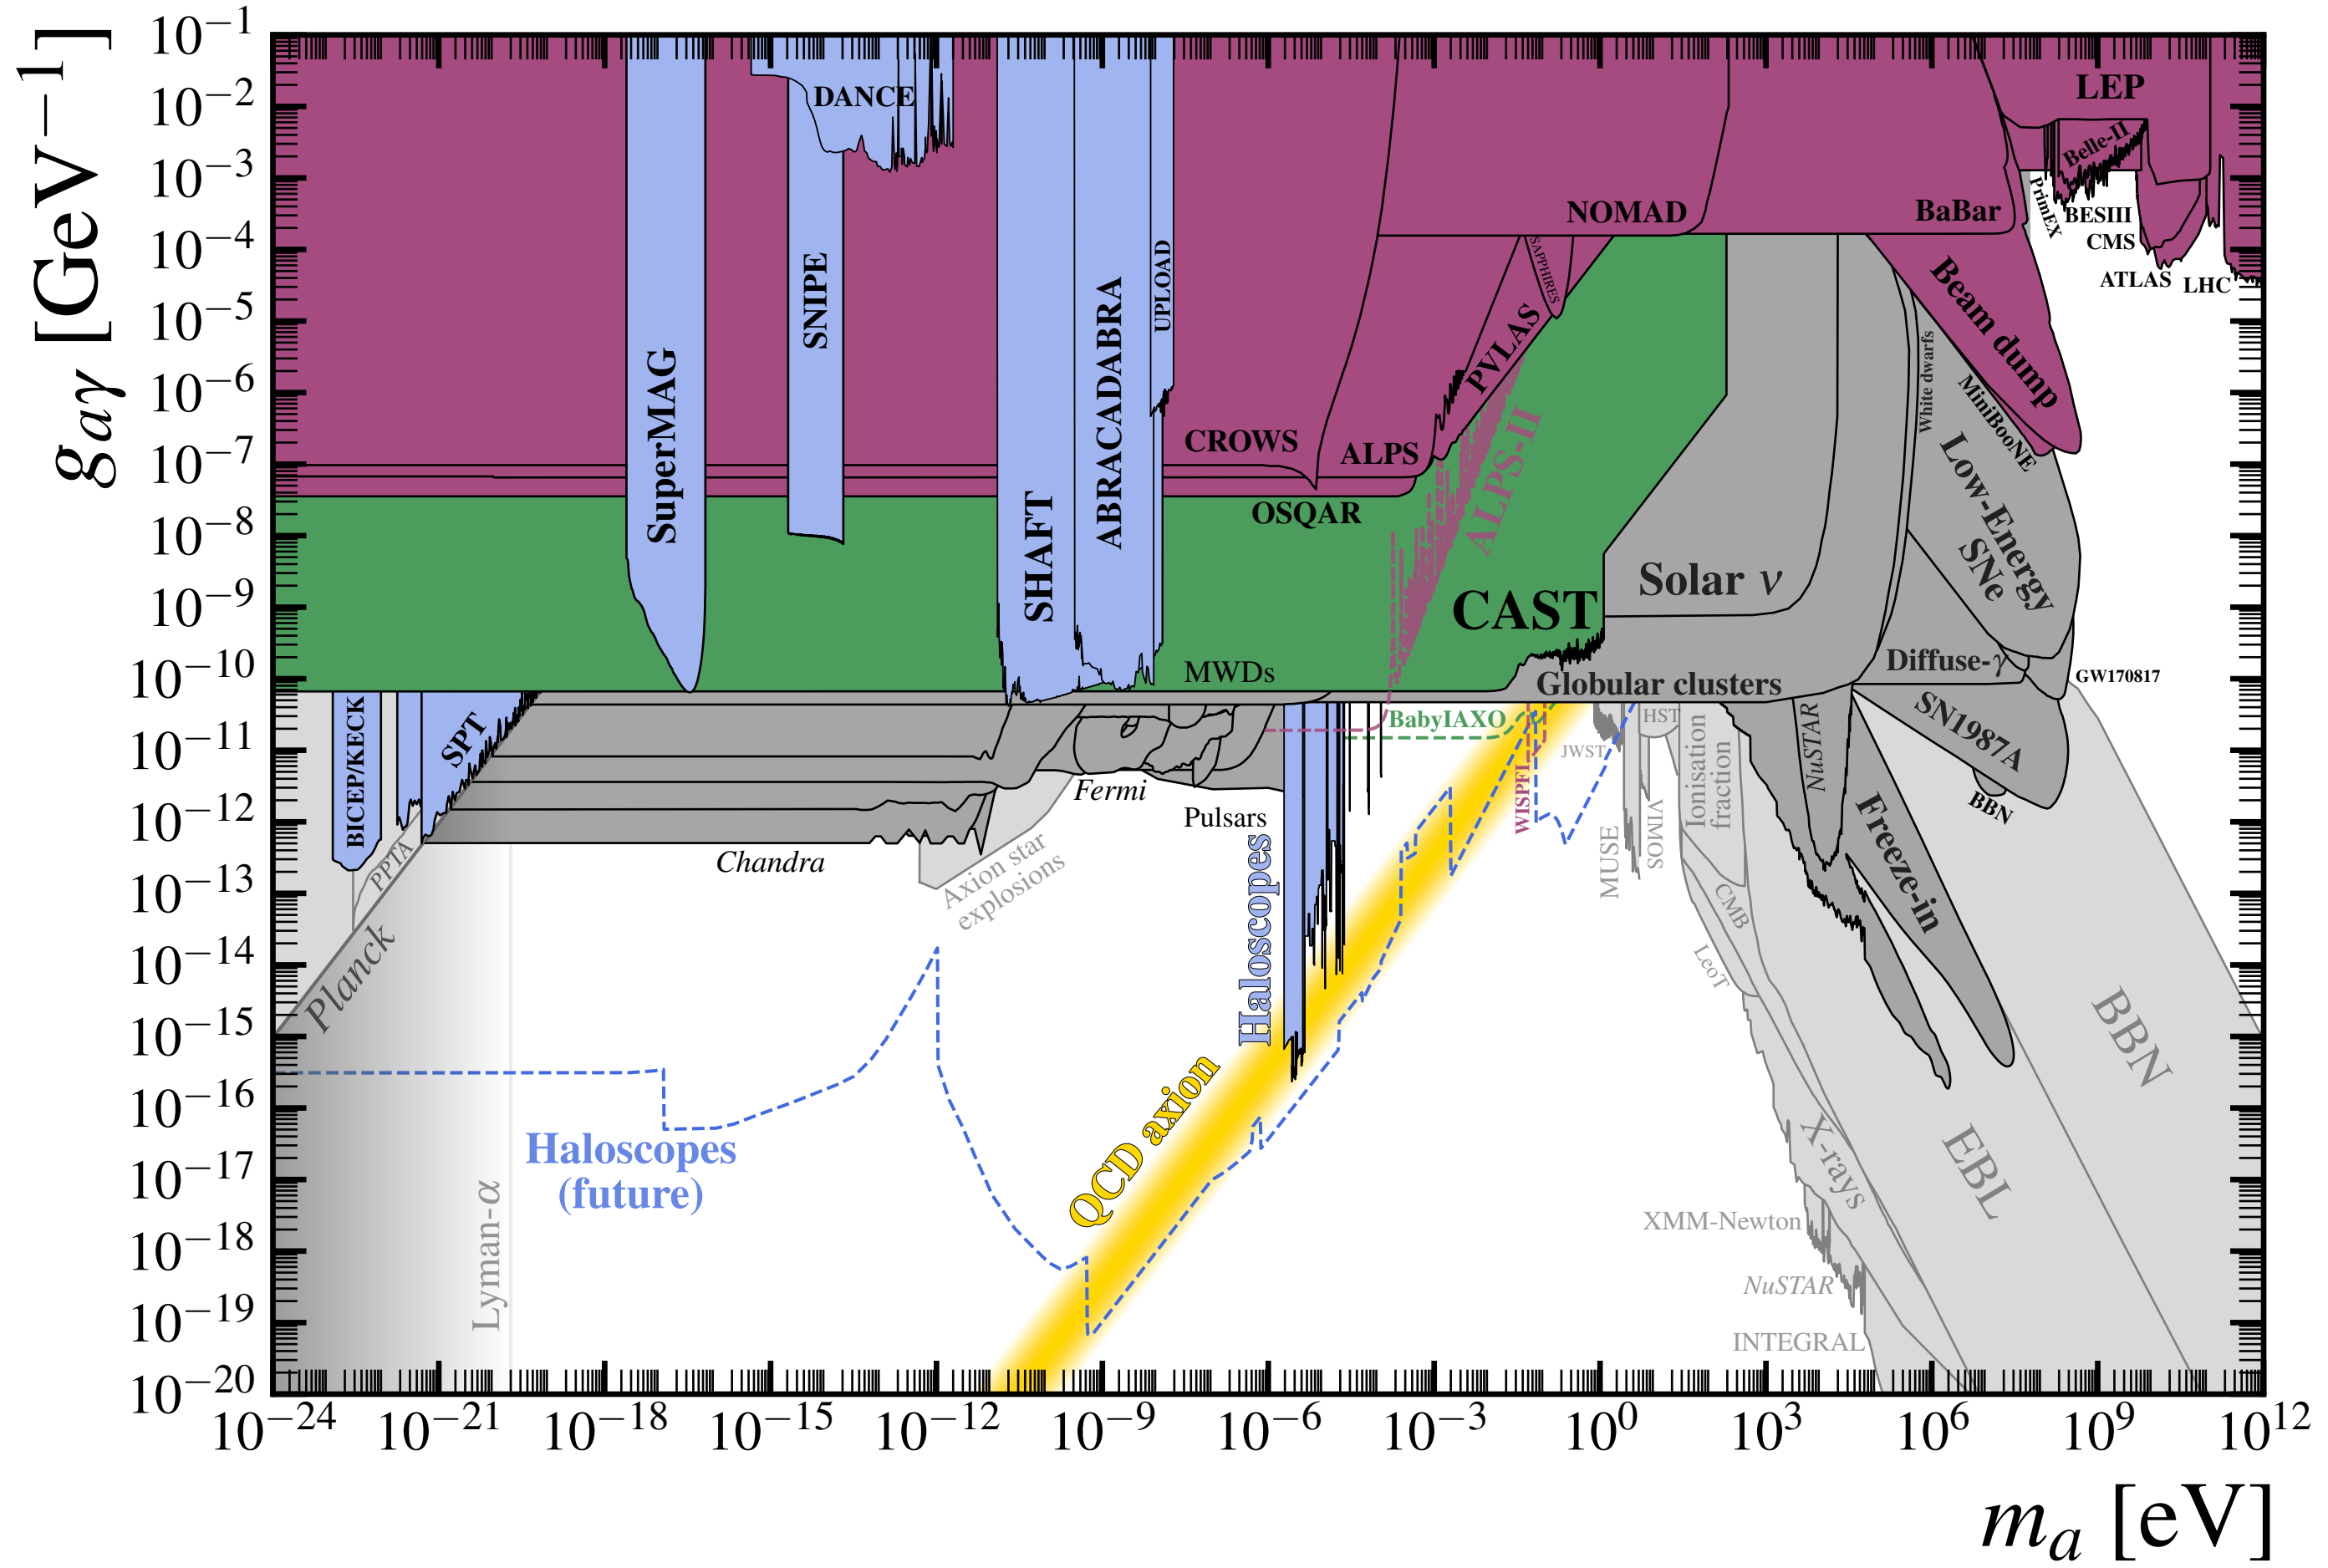 g_{aγ} [GeV^{−1}]
10^{−1}
10^{−2}
10^{−3}
10^{−4}
10^{−5}
10^{−6}
10^{−7}
10^{−8}
10^{−9}
10^{−10}
10^{−11}
10^{−12}
10^{−13}
10^{−14}
10^{−15}
10^{−16}
10^{−17}
10^{−18}
10^{−19}
10^{−20}
LEP
DANCE
Belle-II
PrimEX
BESIII
CMS
ATLAS
LHC
NOMAD
BaBar
SNIPE
UPLOAD
SAPPHIRES
Beam dump
SuperMAG
ABRACADABRA
PVLAS
White dwarfs
MiniBooNE
CROWS
ALPS
ALPS-II
OSQAR
SHAFT
Low-Energy
SNe
Solar ν
CAST
MWDs
Diffuse-γ
Globular clusters
GW170817
BICEP/KECK
SPT
BabyIAXO
HST
JWST
NuSTAR
SN1987A
Ionisation
fraction
WISPFI
Fermi
Pulsars
BBN
MUSE
VIMOS
Freeze-in
Chandra
PPTA
Axion star
explosions
Haloscopes
CMB
LeoT
Planck
QCD axion
BBN
Haloscopes
(future)
X-rays
EBL
Lyman-α
XMM-Newton
NuSTAR
INTEGRAL
10^{−24}
10^{−21}
10^{−18}
10^{−15}
10^{−12}
10^{−9}
10^{−6}
10^{−3}
10^{0}
10^{3}
10^{6}
10^{9}
10^{12}
m_a [eV]